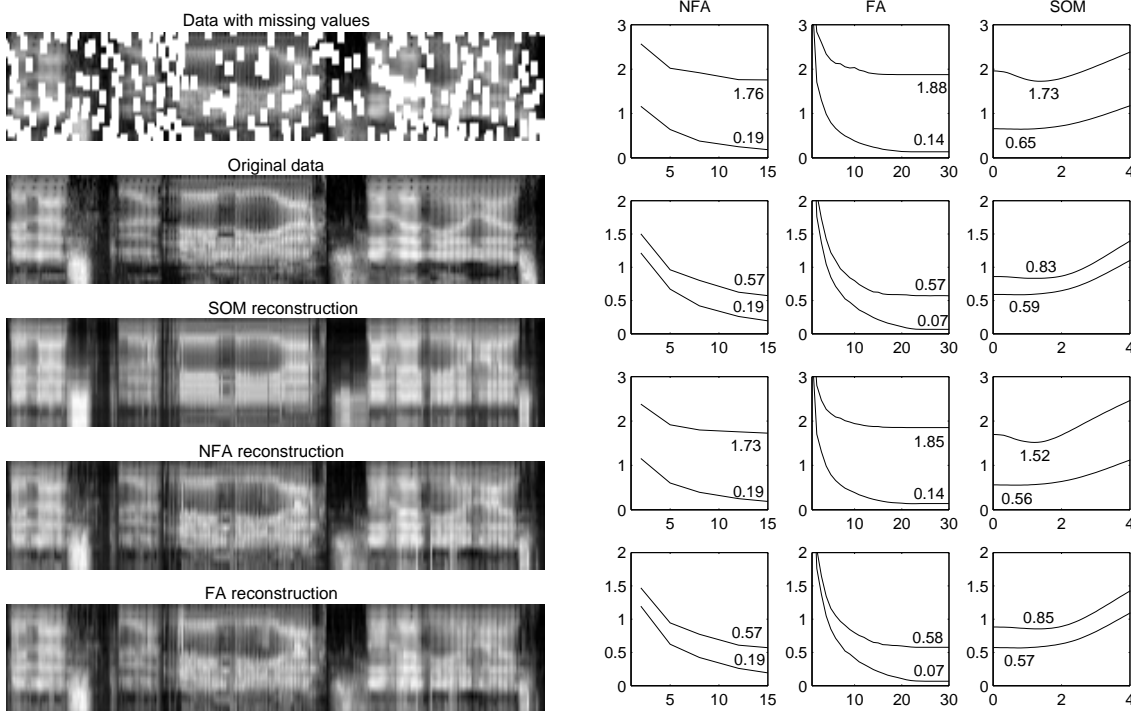 Data with missing values
Original data
SOM reconstruction
NFA reconstruction
FA reconstruction
NFA FA SOM
3 3 3
2 2 2
1 1 1
0 0 0
1.76 1.88 1.73
0.19 0.14 0.65
5 10 15 0 10 20 30 0 2 4
2 2 2
1.5 1.5 1.5
1 1 1
0.5 0.5 0.5
0 0 0
0.57 0.57 0.83
0.19 0.07 0.59
5 10 15 10 20 30 0 2 4
3 3 3
2 2 2
1 1 1
0 0 0
1.73 1.85 1.52
0.19 0.14 0.56
5 10 15 10 20 30 0 2 4
2 2 2
1.5 1.5 1.5
1 1 1
0.5 0.5 0.5
0 0 0
0.57 0.58 0.85
0.19 0.07 0.57
5 10 15 10 20 30 0 2 4